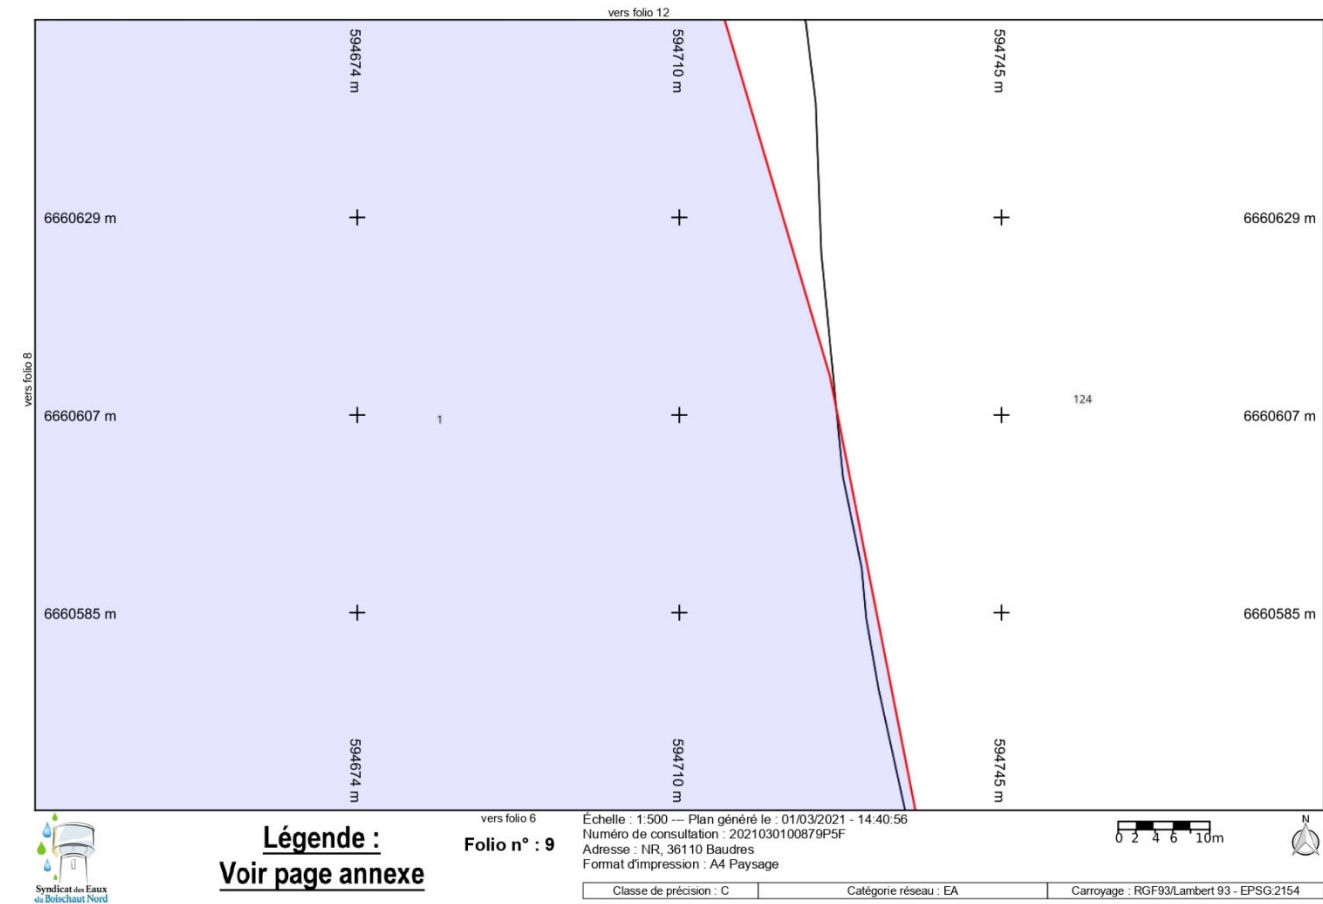 vers folio 12
594674 m
594710 m
594745 m
6660629 m
6660629 m
vers folio 8
6660607 m
1
124
6660607 m
6660585 m
6660585 m
594674 m
594710 m
594745 m
Syndicat des Eaux
du Boischaut Nord
Légende :
Voir page annexe
vers folio 6
Folio n° : 9
Échelle : 1:500 --- Plan généré le : 01/03/2021 - 14:40:56
Numéro de consultation : 2021030100879P5F
Adresse : NR, 36110 Baudres
Format d'impression : A4 Paysage
Classe de précision : C
Catégorie réseau : EA
Carroyage : RGF93/Lambert 93 - EPSG:2154
0 2 4 6 10m
N